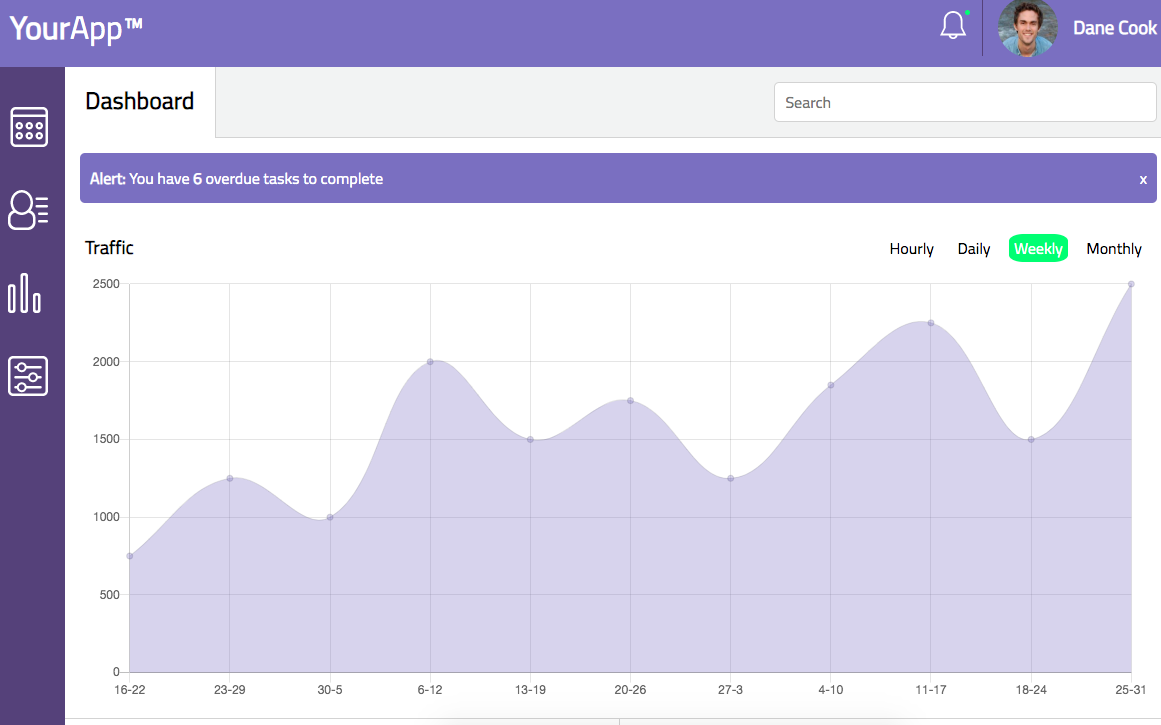 YourApp™
Dane Cook
Dashboard
Search
Alert: You have 6 overdue tasks to complete
x
Traffic
Hourly Daily Weekly Monthly
2500
2000
1500
1000
500
0
16-22 23-29 30-5 6-12 13-19 20-26 27-3 4-10 11-17 18-24 25-31